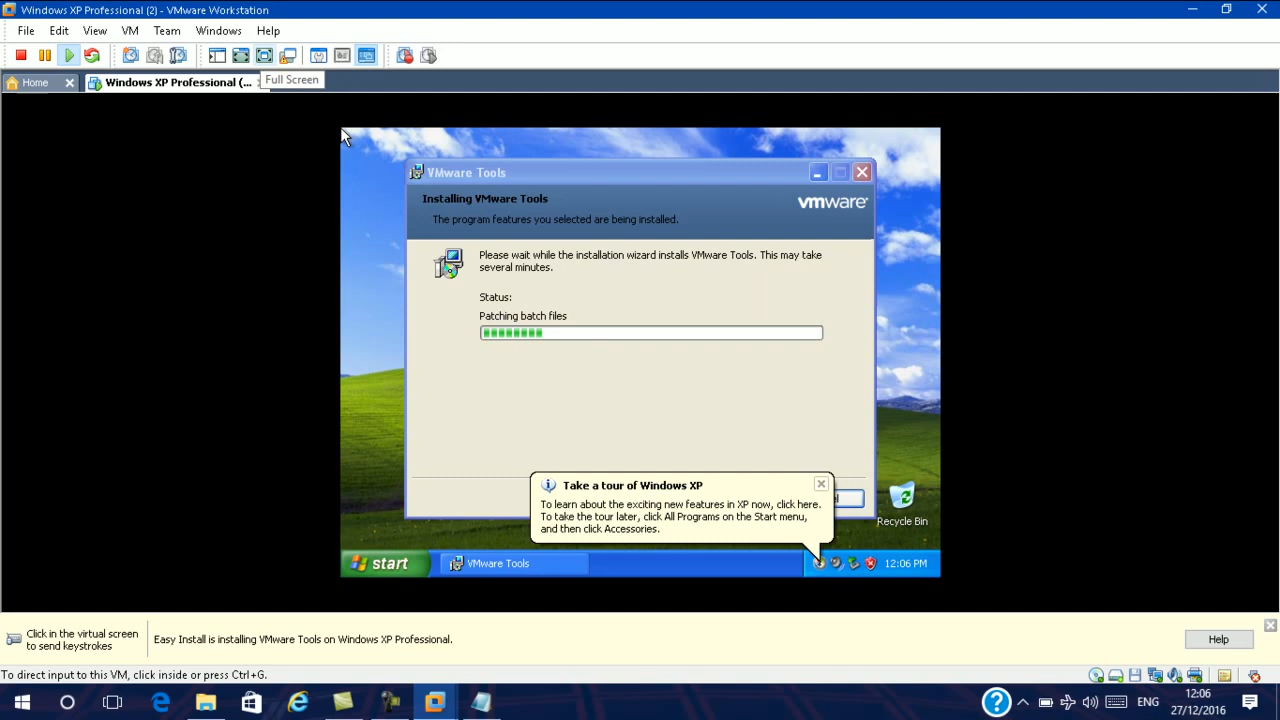 Windows XP Professional (2) - VMware Workstation
File Edit View VM Team Windows Help
Home
Windows XP Professional (...
Full Screen
VMware Tools
Installing VMware Tools
The program features you selected are being installed.
vmware
Please wait while the installation wizard installs VMware Tools. This may take
several minutes.
Status:
Patching batch files
Take a tour of Windows XP
To learn about the exciting new features in XP now, click here.
To take the tour later, click All Programs on the Start menu,
and then click Accessories.
Recycle Bin
start
VMware Tools
12:06 PM
Click in the virtual screen
to send keystrokes
Easy Install is installing VMware Tools on Windows XP Professional.
Help
To direct input to this VM, click inside or press Ctrl+G.
ENG
12:06
27/12/2016